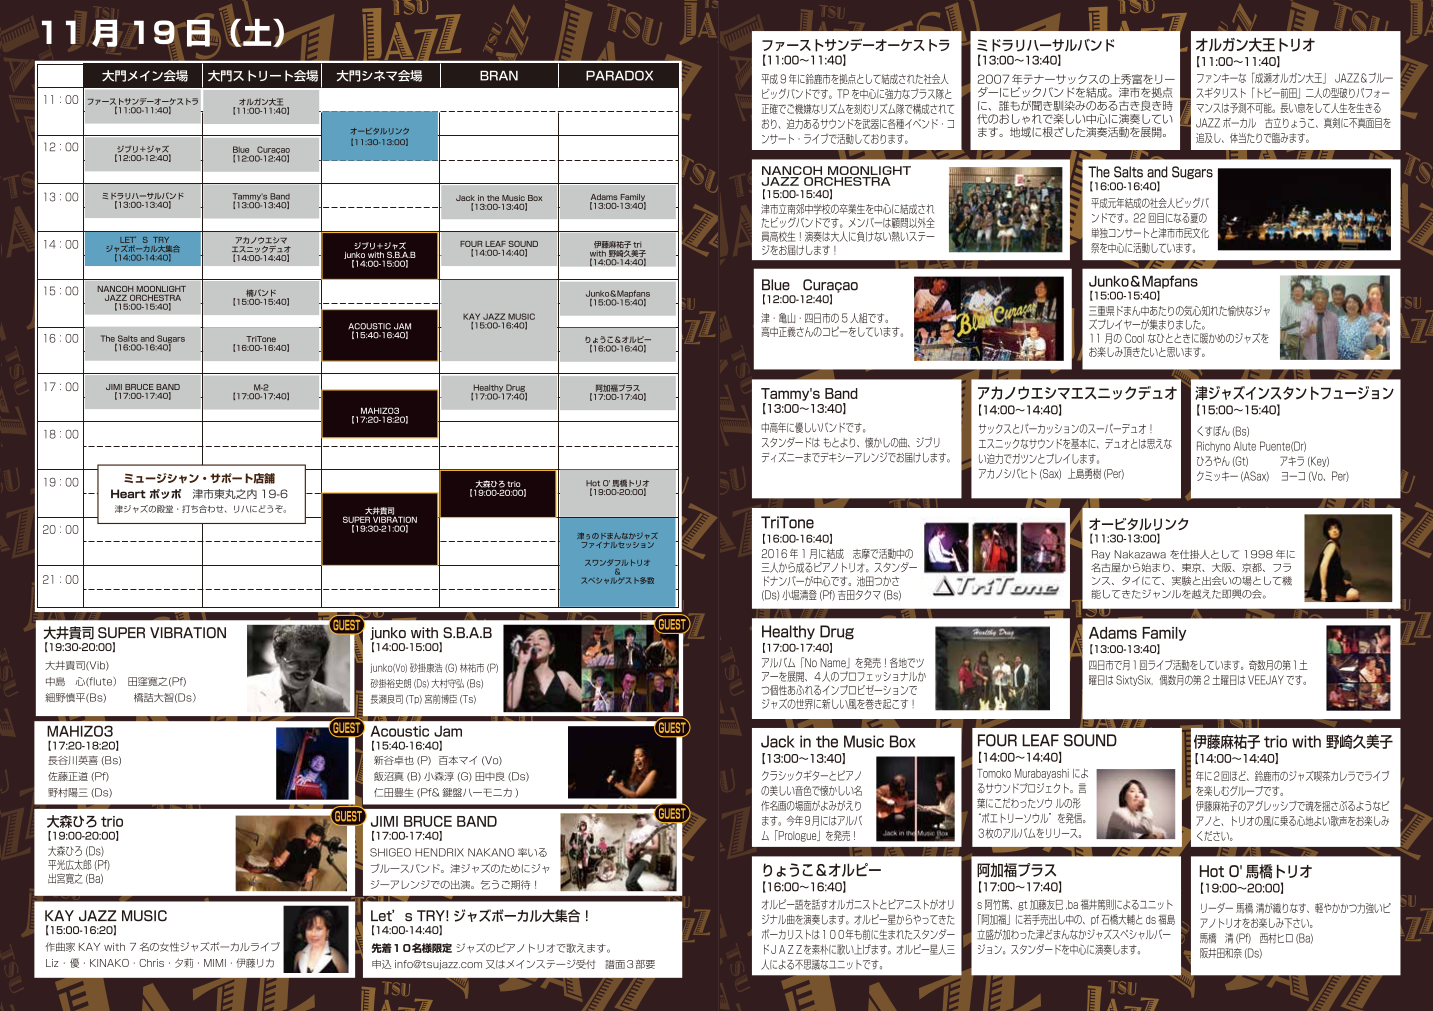 11月19日（土）
大門メイン会場 大門ストリート会場 大門シネマ会場 BRAN PARADOX
11：00
12：00
13：00
14：00
15：00
16：00
17：00
18：00
19：00
20：00
21：00
ファーストサンデーオーケストラ
【11:00-11:40】
ジブリ＋ジャズ
【12:00-12:40】
ミドラリハーサルバンド
【13:00-13:40】
LET’S TRY
ジャズボーカル大集合
【14:00-14:40】
NANCOH MOONLIGHT
JAZZ ORCHESTRA
【15:00-15:40】
The Salts and Sugars
【16:00-16:40】
JIMI BRUCE BAND
【17:00-17:40】
オルガン大王
【11:00-11:40】
Blue Curaçao
【12:00-12:40】
Tammy's Band
【13:00-13:40】
アカノウエシマ
エスニックデュオ
【14:00-14:40】
楠バンド
【15:00-15:40】
TriTone
【16:00-16:40】
M-2
【17:00-17:40】
オービタルリンク
【11:30-13:00】
ジブリ＋ジャズ
junko with S.B.A.B
【14:00-15:00】
ACOUSTIC JAM
【15:40-16:40】
MAHIZO3
【17:20-18:20】
大井貴司
SUPER VIBRATION
【19:30-21:00】
Jack in the Music Box
【13:00-13:40】
FOUR LEAF SOUND
【14:00-14:40】
KAY JAZZ MUSIC
【15:00-16:40】
Healthy Drug
【17:00-17:40】
大森ひろ trio
【19:00-20:00】
Adams Family
【13:00-13:40】
伊藤麻祐子 tri
with 野崎久美子
【14:00-14:40】
Junko＆Mapfans
【15:00-15:40】
りょうこ＆オルピー
【16:00-16:40】
阿加福プラス
【17:00-17:40】
Hot O' 馬橋トリオ
【19:00-20:00】
津ぅのドまんなかジャズ
ファイナルセッション
スワンダフルトリオ
＆
スペシャルゲスト多数
ミュージシャン・サポート店舗
Heart ポッポ　津市東丸之内 19-6
津ジャズの殿堂・打ち合わせ、リハにどうぞ。
GUEST
大井貴司 SUPER VIBRATION
【19:30-20:00】
大井貴司(Vib)
中島　心(flute)　田窪寛之(Pf)
細野慎平(Bs)　橋詰大智(Ds)
GUEST
junko with S.B.A.B
【14:00-15:00】
junko(Vo) 砂掛康浩 (G) 林祐市 (P)
砂掛裕史朗 (Ds) 大村守弘 (Bs)
長瀬良司 (Tp) 宮前博臣 (Ts)
GUEST
MAHIZO3
【17:20-18:20】
長谷川英喜 (Bs)
佐藤正道 (Pf)
野村陽三 (Ds)
GUEST
Acoustic Jam
【15:40-16:40】
新谷卓也 (P) 百本マイ (Vo)
飯沼真 (B) 小森淳 (G) 田中良 (Ds)
仁田豊生 (Pf& 鍵盤ハーモニカ )
GUEST
大森ひろ trio
【19:00-20:00】
大森ひろ (Ds)
平光広太郎 (Pf)
出宮寛之 (Ba)
GUEST
JIMI BRUCE BAND
【17:00-17:40】
SHIGEO HENDRIX NAKANO 率いる
ブルースバンド。津ジャズのためにジャ
ジーアレンジでの出演。乞うご期待！
KAY JAZZ MUSIC
【15:00-16:20】
作曲家 KAY with 7 名の女性ジャズボーカルライブ
Liz・優・KINAKO・Chris・夕莉・MIMI・伊藤リカ
Let’s TRY! ジャズボーカル大集合！
【14:00-14:40】
先着１０名様限定 ジャズのピアノトリオで歌えます。
申込 info@tsujazz.com 又はメインステージ受付　譜面３部要
ファーストサンデーオーケストラ
【11:00〜11:40】
平成９年に鈴鹿市を拠点として結成された社会人
ビッグバンドです。TP を中心に強力なブラス隊と
正確でご機嫌なリズムを刻むリズム隊で構成されて
おり、迫力あるサウンドを武器に各種イベンド・コ
ンサート・ライブで活動しております。
ミドラリハーサルバンド
【13:00〜13:40】
2007 年テナーサックスの上秀富をリー
ダーにビックバンドを結成。津市を拠点
に、誰もが聞き馴染みのある古き良き時
代のおしゃれで楽しい中心に演奏してい
ます。地域に根ざした演奏活動を展開。
オルガン大王トリオ
【11:00〜11:40】
ファンキーな「成瀬オルガン大王」 JAZZ＆ブルー
スギタリスト「トビー前田」二人の型破りパフォー
マンスは予測不可能。長い息をして人生を生きる
JAZZ ボーカル　古立りょうこ、真剣に不真面目を
追及し、体当たりで臨みます。
NANCOH MOONLIGHT
JAZZ ORCHESTRA
【15:00-15:40】
津市立南郊中学校の卒業生を中心に結成され
たビッグバンドです。メンバーは顧問以外全
員高校生！演奏は大人に負けない熱いステー
ジをお届けします！
The Salts and Sugars
【16:00-16:40】
平成元年結成の社会人ビッグバ
ンドです。22 回目になる夏の
単独コンサートと津市市民文化
祭を中心に活動しています。
Blue Curaçao
【12:00-12:40】
津・亀山・四日市の 5 人組です。
高中正義さんのコピーをしています。
Blue Curaçao
Junko＆Mapfans
【15:00-15:40】
三重県ドまん中あたりの気心知れた愉快なジャ
ズプレイヤーが集まりました。
11 月の Cool なひとときに暖かめのジャズを
お楽しみ頂きたいと思います。
Tammy's Band
【13:00〜13:40】
中高年に優しいバンドです。
スタンダードは もとより、懐かしの曲、ジブリ
ディズニーまでデキシーアレンジでお届けします。
アカノウエシマエスニックデュオ
【14:00〜14:40】
サックスとパーカッションのスーパーデュオ！
エスニックなサウンドを基本に、デュオとは思えな
い迫力でガツンとプレイします。
アカノシバヒト (Sax) 上島勇樹 (Per)
津ジャズインスタントフュージョン
【15:00〜15:40】
くすぼん (Bs)
Richyno Alute Puente(Dr)
ひろやん (Gt)　アキラ (Key)
クミッキー (ASax)　ヨーコ (Vo、Per)
TriTone
【16:00-16:40】
2016 年 1 月に結成　志摩で活動中の
三人から成るピアノトリオ。スタンダー
ドナンバーが中心です。池田つかさ
(Ds) 小堀清登 (Pf) 吉田タクマ (Bs)
TriTone
オービタルリンク
【11:30-13:00】
Ray Nakazawa を仕掛人として 1998 年に
名古屋から始まり、東京、大阪、京都、フラ
ンス、タイにて、実験と出会いの場として機
能してきたジャンルを越えた即興の会。
Healthy Drug
【17:00-17:40】
アルバム「No Name」を発売！各地でツ
アーを展開、４人のプロフェッショナルか
つ個性あふれるインプロビゼーションで
ジャズの世界に新しい風を巻き起こす！
Healthy Drug
Adams Family
【13:00-13:40】
四日市で月１回ライブ活動をしています。奇数月の第１土
曜日は SixtySix、偶数月の第２土曜日は VEEJAY です。
Jack in the Music Box
【13:00〜13:40】
クラシックギターとピアノ
の美しい音色で懐かしい名
作名画の場面がよみがえり
ます。今年９月にはアルバ
ム「Prologue」を発売！
Jack in the Music Box
FOUR LEAF SOUND
【14:00〜14:40】
Tomoko Murabayashi によ
るサウンドプロジェクト。言
葉にこだわったソウ ルの形
“ポエトリーソウル”を発信。
３枚のアルバムをリリース。
伊藤麻祐子 trio with 野崎久美子
【14:00〜14:40】
年に２回ほど、鈴鹿市のジャズ喫茶カレラでライブ
を楽しむグループです。
伊藤麻祐子のアグレッシブで魂を揺さぶるようなピ
アノと、トリオの風に乗る心地よい歌声をお楽しみ
ください。
りょうこ＆オルピー
【16:00〜16:40】
オルピー語を話すオルガニストとピアニストがオリ
ジナル曲を演奏します。オルピー星からやってきた
ボーカリストは１００年も前に生まれたスタンダー
ドＪＡＺＺを素朴に歌い上げます。オルピー星人三
人による不思議なユニットです。
阿加福プラス
【17:00〜17:40】
s 阿竹篤、gt 加藤友巳 ,ba 福井篤則によるユニット
「阿加福」に若手売出し中の、pf 石橋大輔と ds 福島
立盛が加わった津どまんなかジャズスペシャルバー
ジョン。スタンダードを中心に演奏します。
Hot O' 馬橋トリオ
【19:00〜20:00】
リーダー 馬橋 清が織りなす、軽やかかつ力強いピ
アノトリオをお楽しみ下さい。
馬橋　清 (Pf)　西村ヒロ (Ba)
阪井田和奈 (Ds)